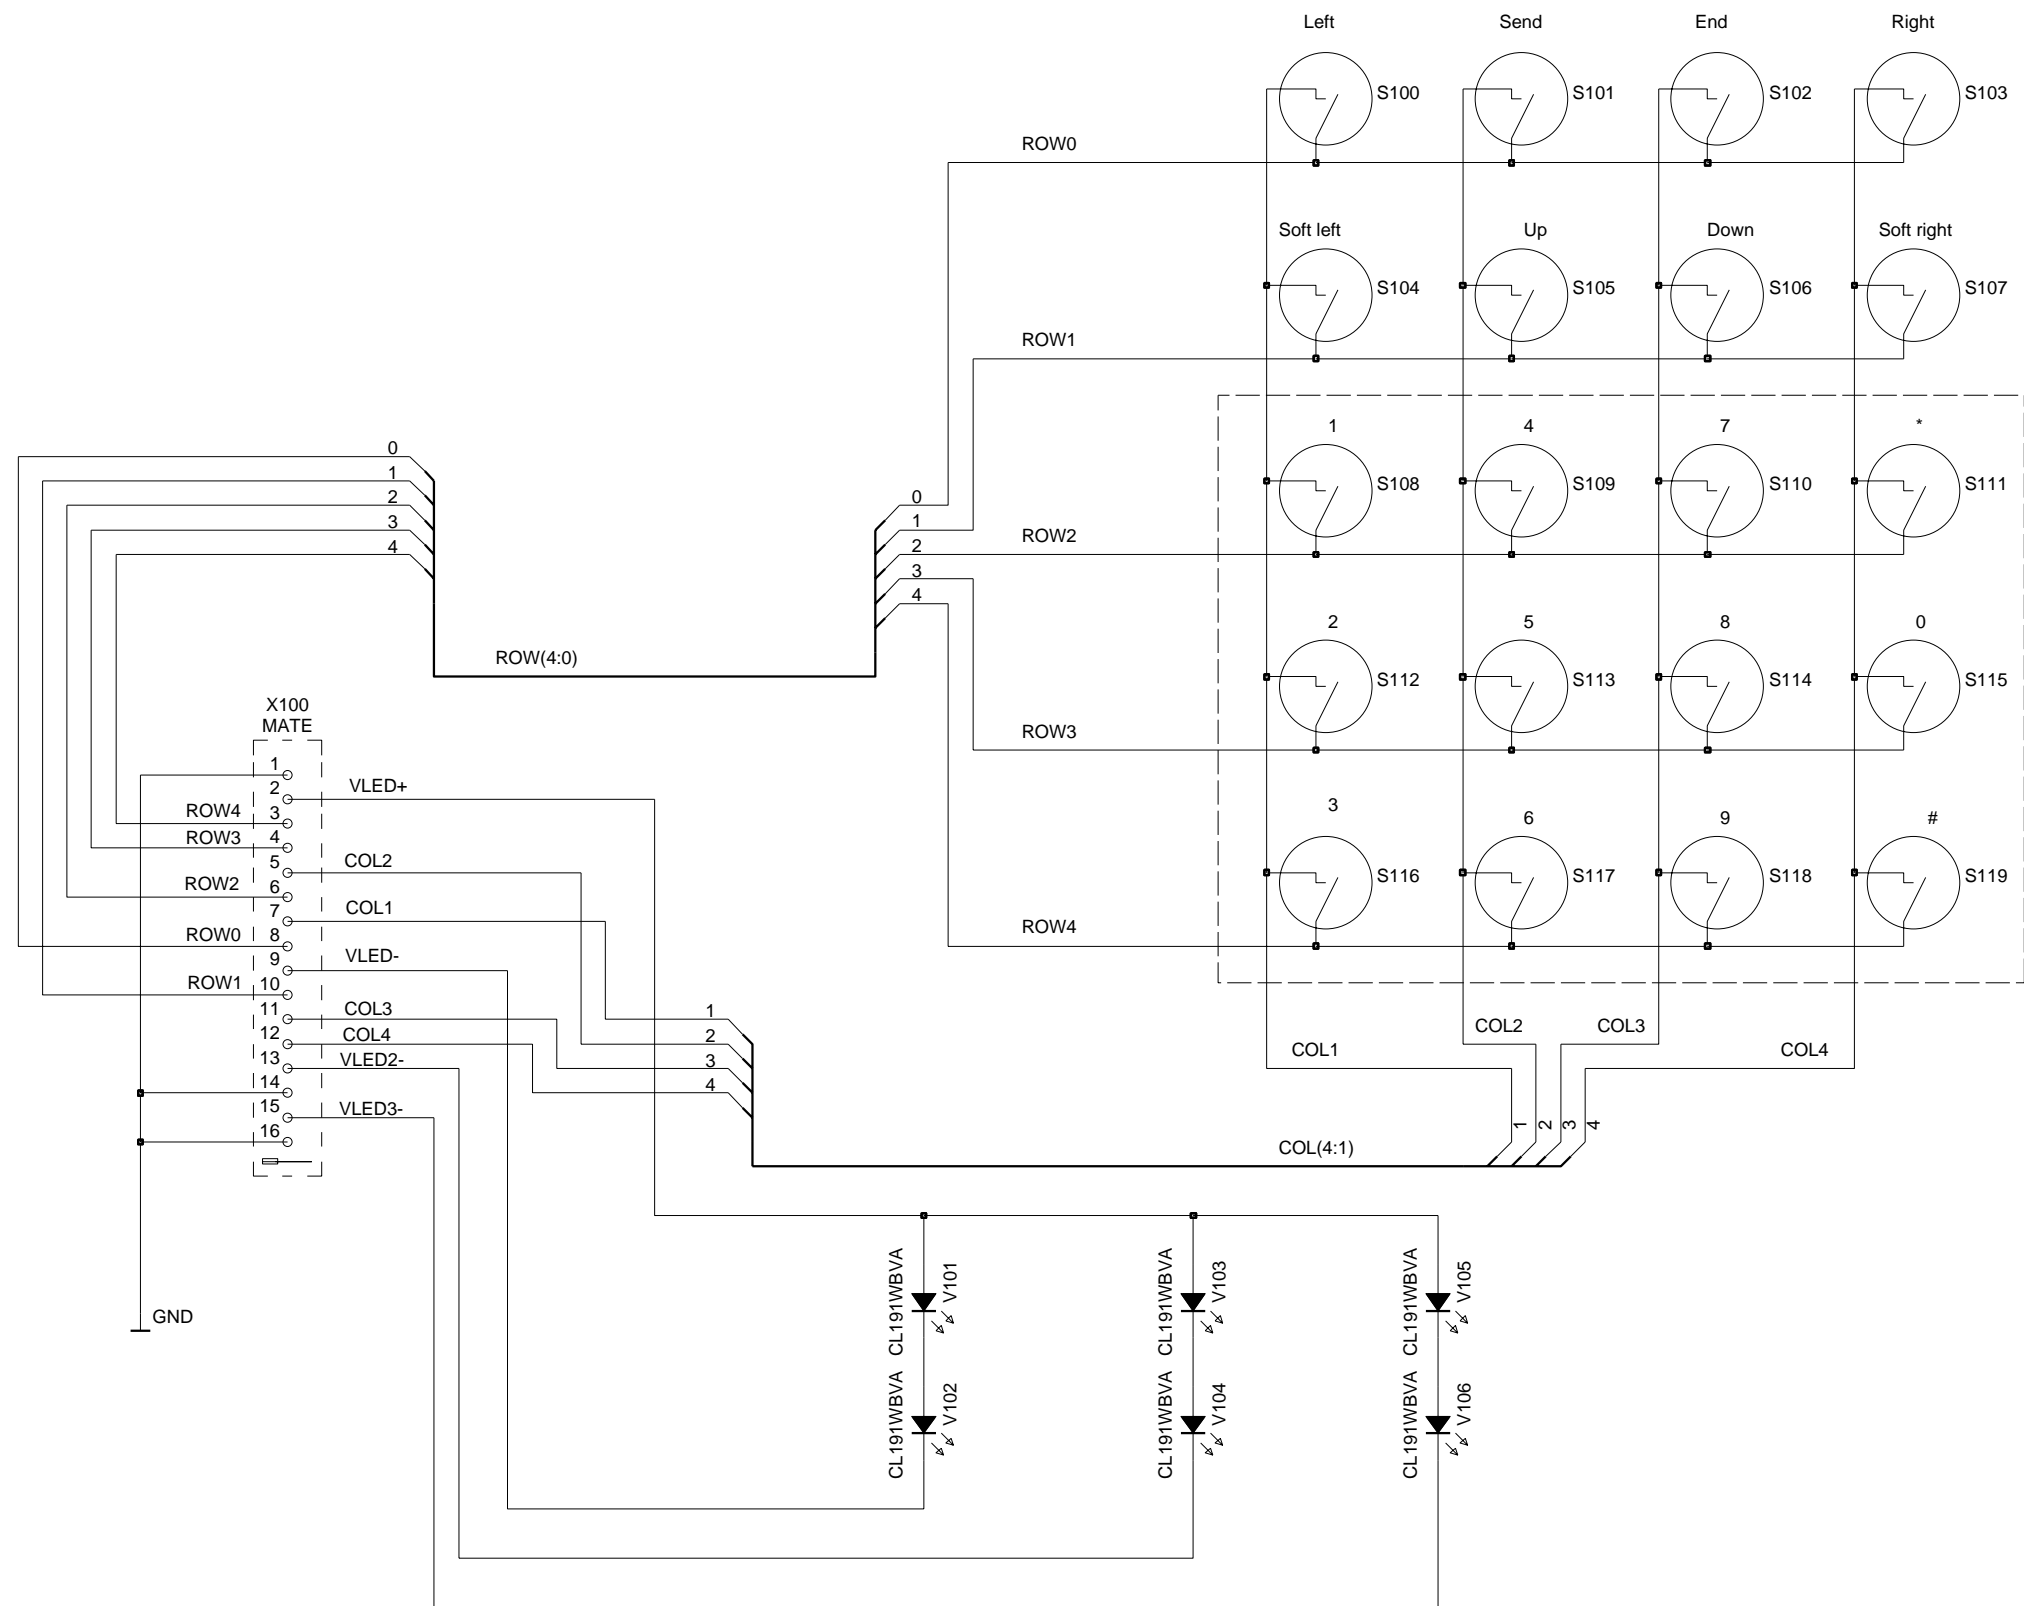 Left Send End Right
S100 S101 S102 S103
ROW0
Soft left Up Down Soft right
S104 S105 S106 S107
ROW1
1 4 7 *
S108 S109 S110 S111
ROW2
2 5 8 0
S112 S113 S114 S115
ROW3
3 6 9 #
S116 S117 S118 S119
ROW4
0
1
2
3
4
0
1
2
3
4
ROW(4:0)
X100
MATE
1
2 VLED+
ROW4 3
ROW3 4
5 COL2
ROW2 6
7 COL1
ROW0 8
9 VLED-
ROW1 10
11 COL3
12 COL4
13 VLED2-
14
15 VLED3-
16
GND
1
2
3
4
COL1 COL2 COL3 COL4
1 2 3 4
COL(4:1)
CL191WBVA V101
CL191WBVA V103
CL191WBVA V105
CL191WBVA V102
CL191WBVA V104
CL191WBVA V106